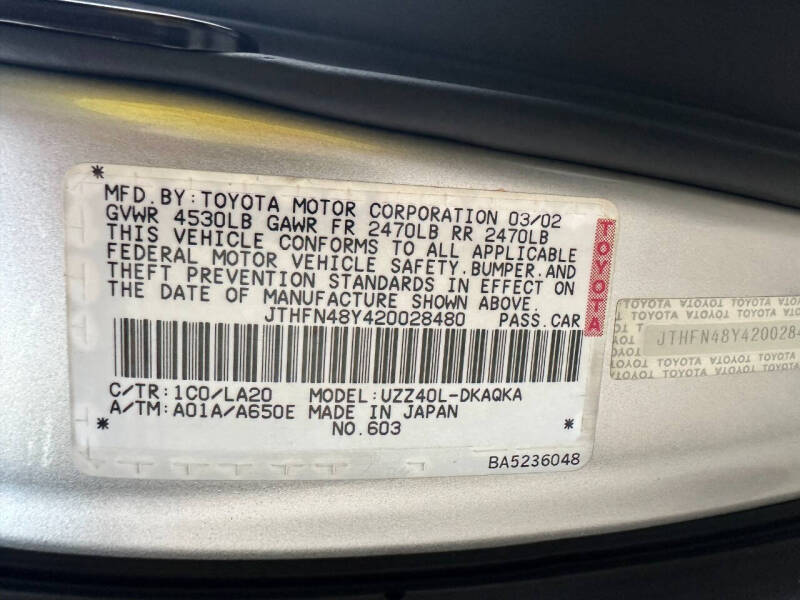 *
MFD. BY: TOYOTA MOTOR CORPORATION 03/02
GVWR 4530LB GAWR FR 2470LB RR 2470LB
THIS VEHICLE CONFORMS TO ALL APPLICABLE
FEDERAL MOTOR VEHICLE SAFETY, BUMPER, AND
THEFT PREVENTION STANDARDS IN EFFECT ON
THE DATE OF MANUFACTURE SHOWN ABOVE.
JTHFN48Y420028480 PASS.CAR
C/TR: 1C0/LA20 MODEL: UZZ40L-DKAQKA
A/TM: A01A/A650E MADE IN JAPAN
* NO.603 *
BA5236048
TOYOTA
TOYOTA TOYOTA TOYOTA
JTHFN48Y420028
TOYOTA TOYOTA TOYOTA